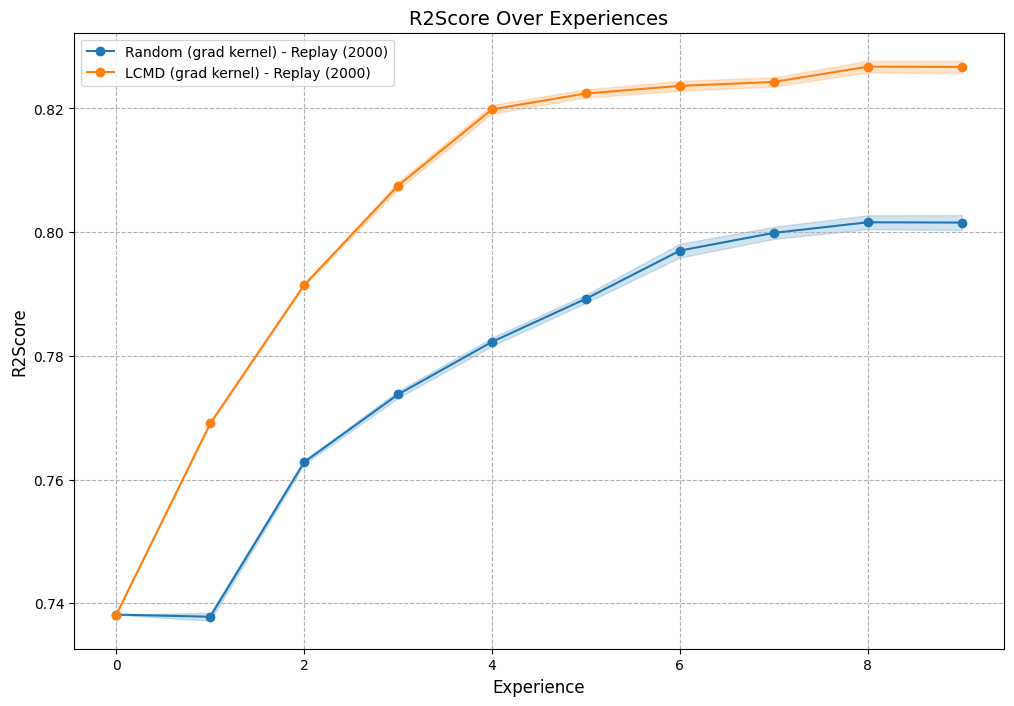 R2Score Over Experiences
Random (grad kernel) - Replay (2000)
LCMD (grad kernel) - Replay (2000)
R2Score
0.82
0.80
0.78
0.76
0.74
0
2
4
6
8
Experience